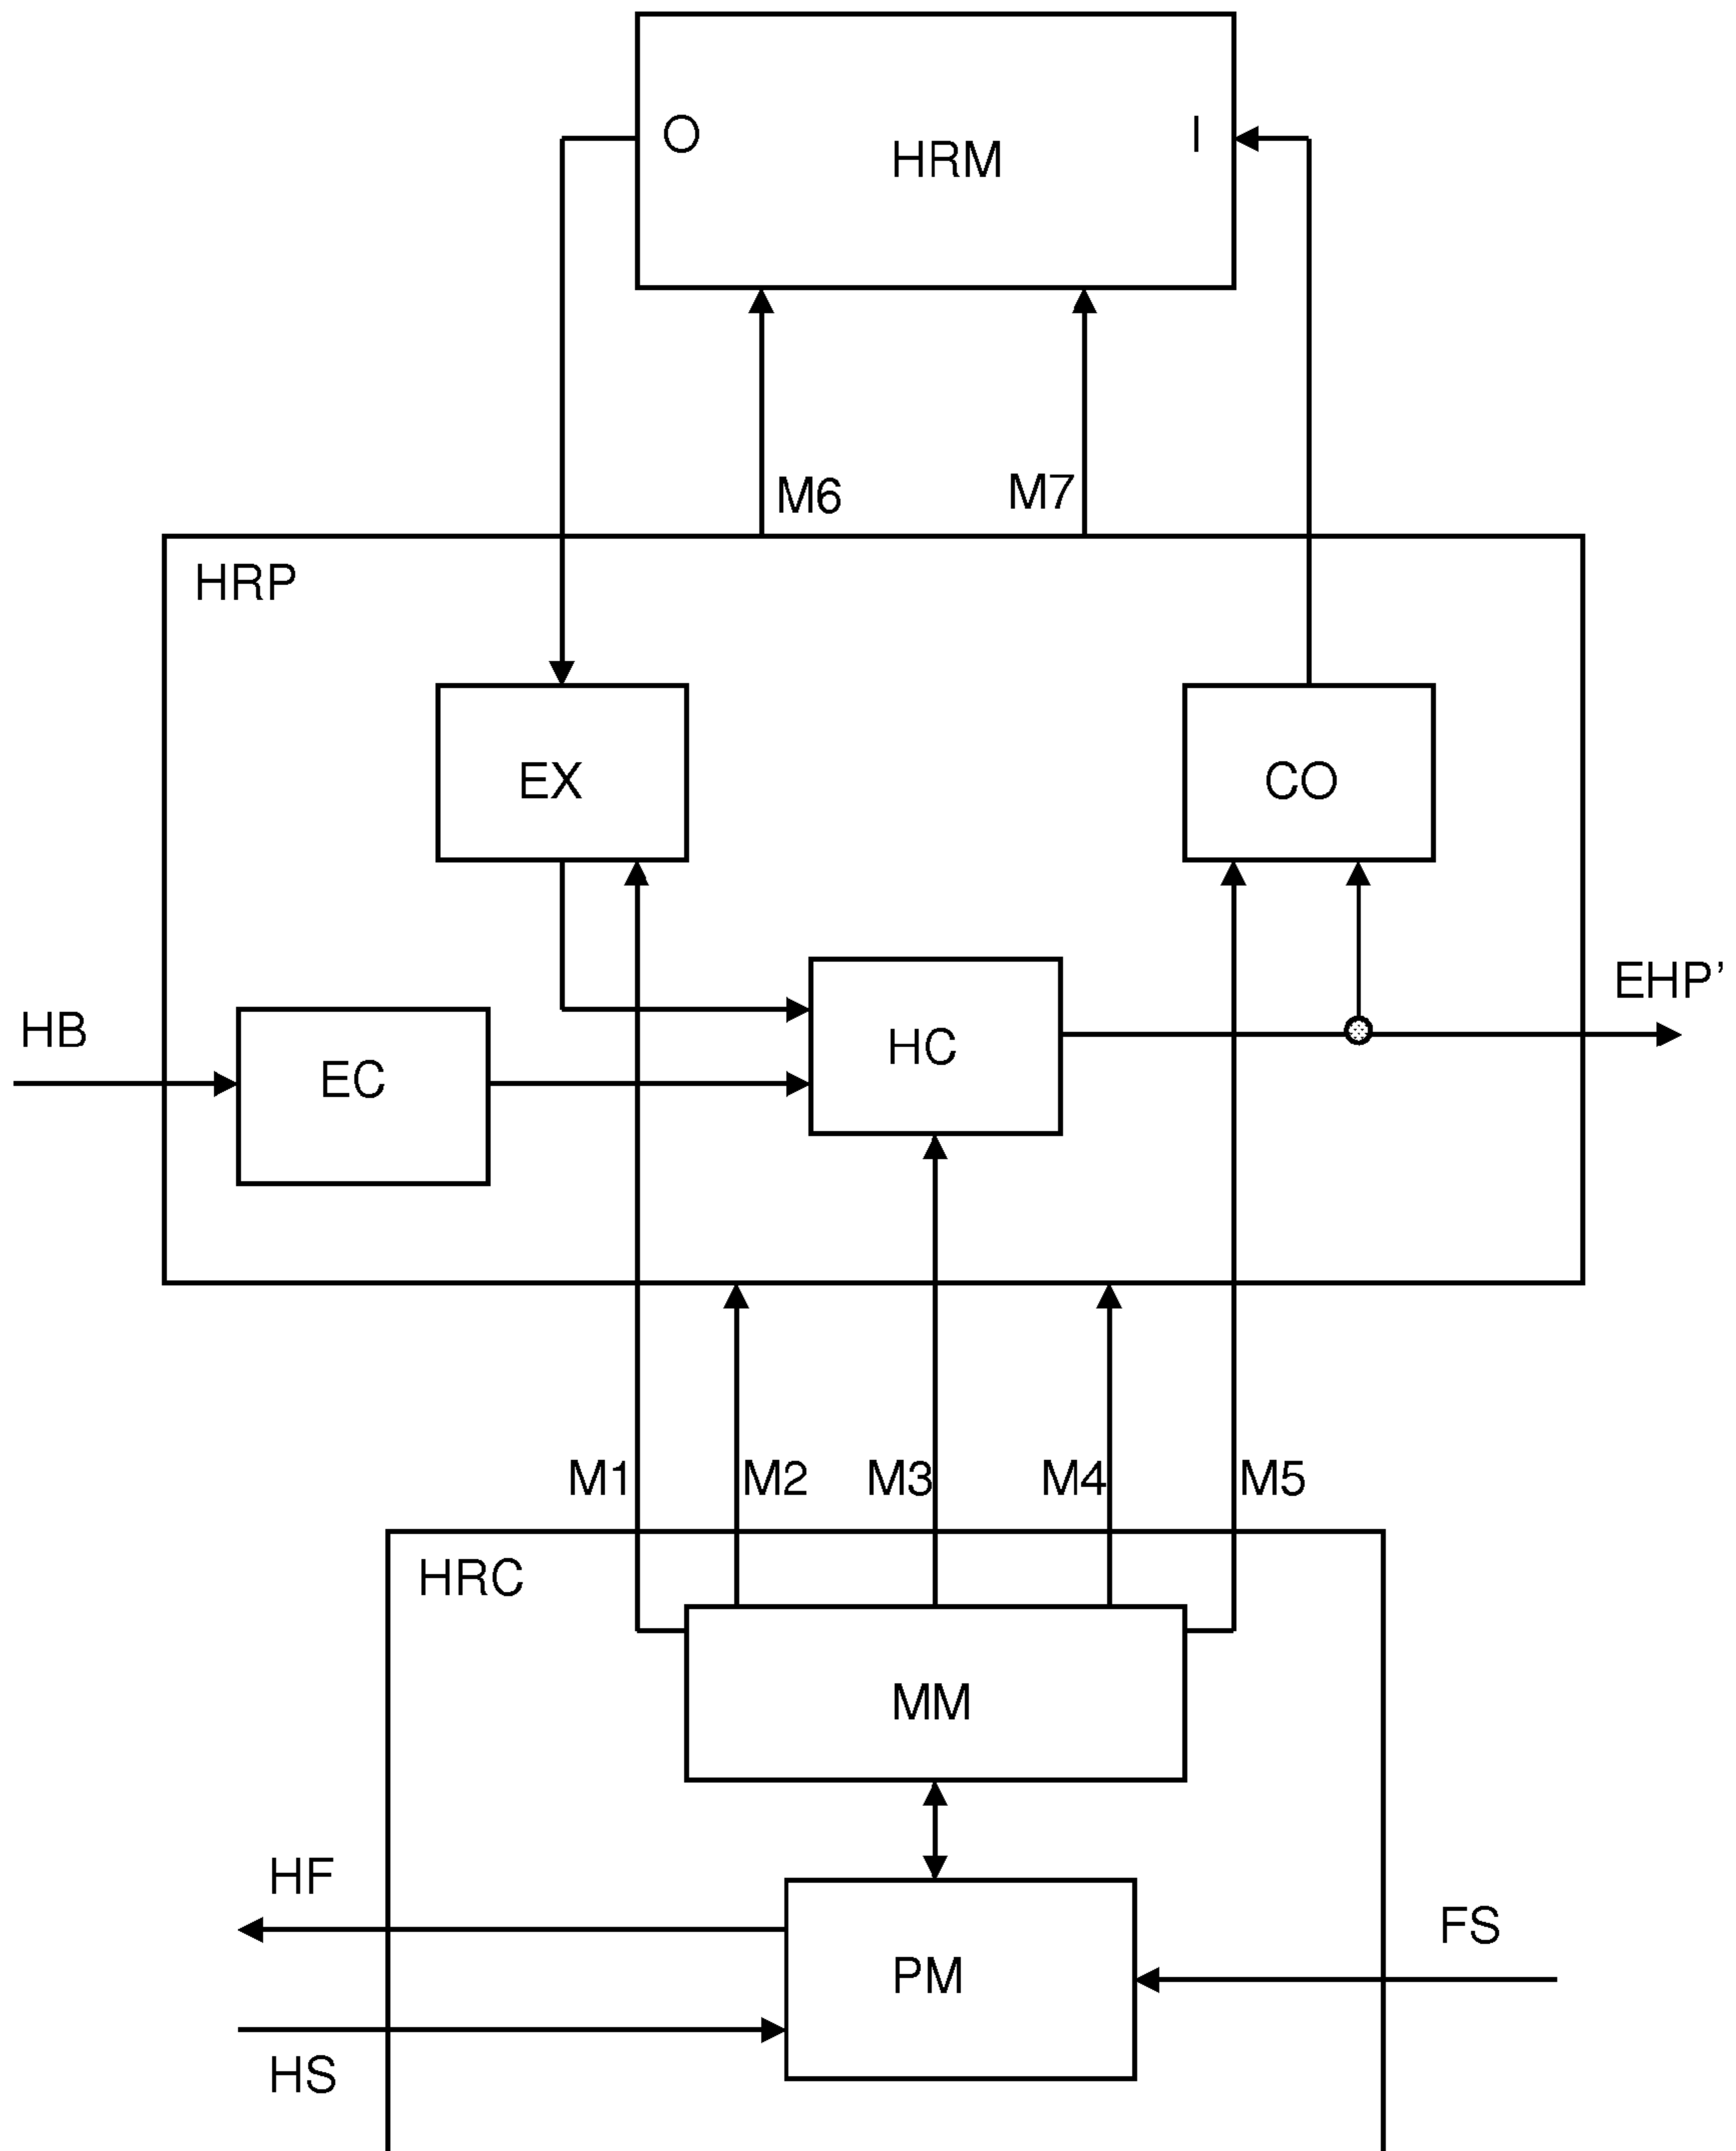 O HRM I
M6 M7
HRP
EX CO
HB EC HC EHP’
M1 M2 M3 M4 M5
HRC
MM
HF
PM FS
HS